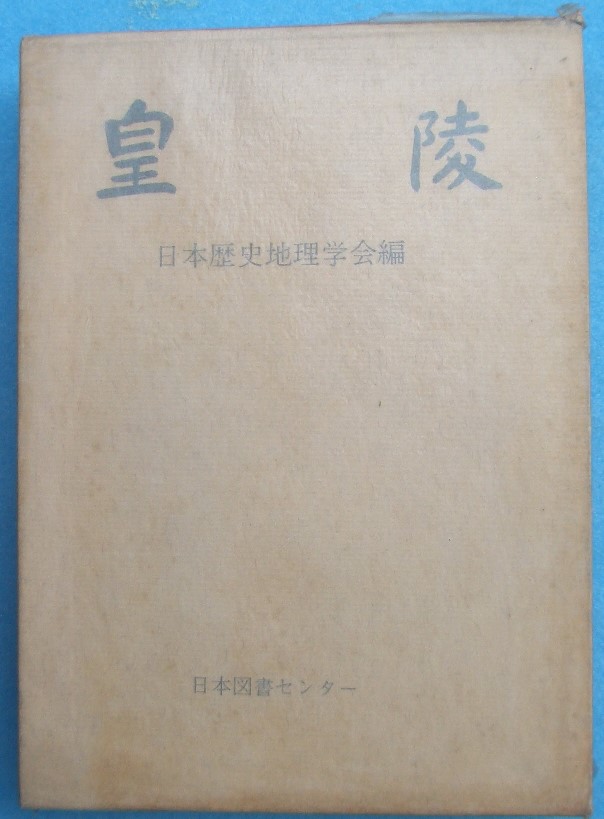 皇陵
日本歴史地理学会編
日本図書センター